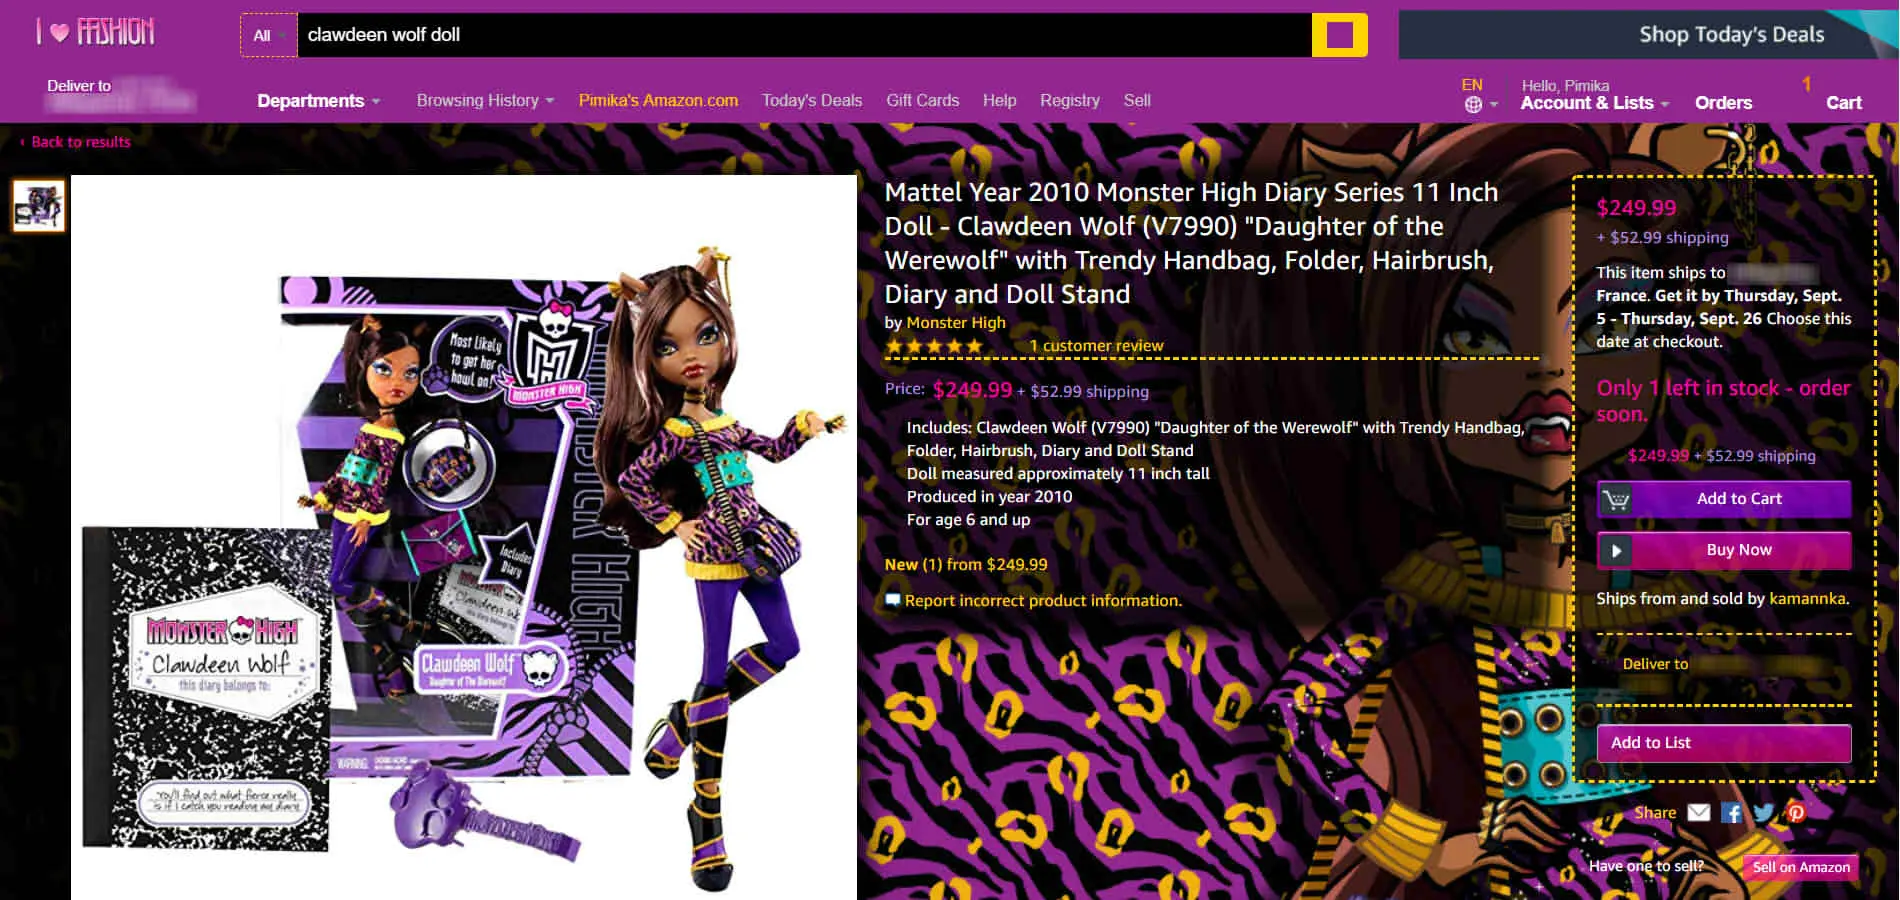 I FASHION
All
clawdeen wolf doll
Shop Today's Deals
Deliver to
Departments
Browsing History
Pimika's Amazon.com
Today's Deals
Gift Cards
Help
Registry
Sell
EN
Hello, Pimika
Account & Lists
Orders
1
Cart
‹ Back to results
Mattel Year 2010 Monster High Diary Series 11 Inch
Doll - Clawdeen Wolf (V7990) "Daughter of the
Werewolf" with Trendy Handbag, Folder, Hairbrush,
Diary and Doll Stand
by Monster High
1 customer review
Price: $249.99 + $52.99 shipping
Includes: Clawdeen Wolf (V7990) "Daughter of the Werewolf" with Trendy Handbag,
Folder, Hairbrush, Diary and Doll Stand
Doll measured approximately 11 inch tall
Produced in year 2010
For age 6 and up
New (1) from $249.99
Report incorrect product information.
Most likely
to get her
howl on!
MONSTER HIGH
MONSTER HIGH
Includes
Diary
Clawdeen Wolf
Daughter of The Werewolf
WARNING:
MONSTER HIGH
Clawdeen Wolf
this diary belongs to:
You'll find out what fierce really
is if I catch you reading my diary
$249.99
+ $52.99 shipping
This item ships to
France. Get it by Thursday, Sept.
5 - Thursday, Sept. 26 Choose this
date at checkout.
Only 1 left in stock - order
soon.
$249.99 + $52.99 shipping
Add to Cart
Buy Now
Ships from and sold by kamannka.
Deliver to
Add to List
Share
Have one to sell?
Sell on Amazon